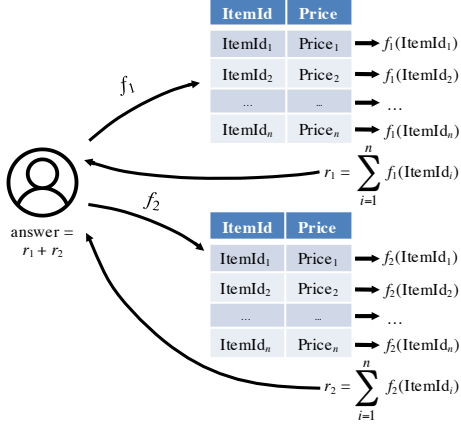 ItemId Price
ItemId₁ Price₁ f₁(ItemId₁)
ItemId₂ Price₂ f₁(ItemId₂)
... ... ...
ItemIdₙ Priceₙ f₁(ItemIdₙ)
f₁
r₁ = ∑ⁿᵢ₌₁ f₁(ItemIdᵢ)
answer =
r₁ + r₂
f₂
ItemId Price
ItemId₁ Price₁ f₂(ItemId₁)
ItemId₂ Price₂ f₂(ItemId₂)
... ... ...
ItemIdₙ Priceₙ f₂(ItemIdₙ)
r₂ = ∑ⁿᵢ₌₁ f₂(ItemIdᵢ)